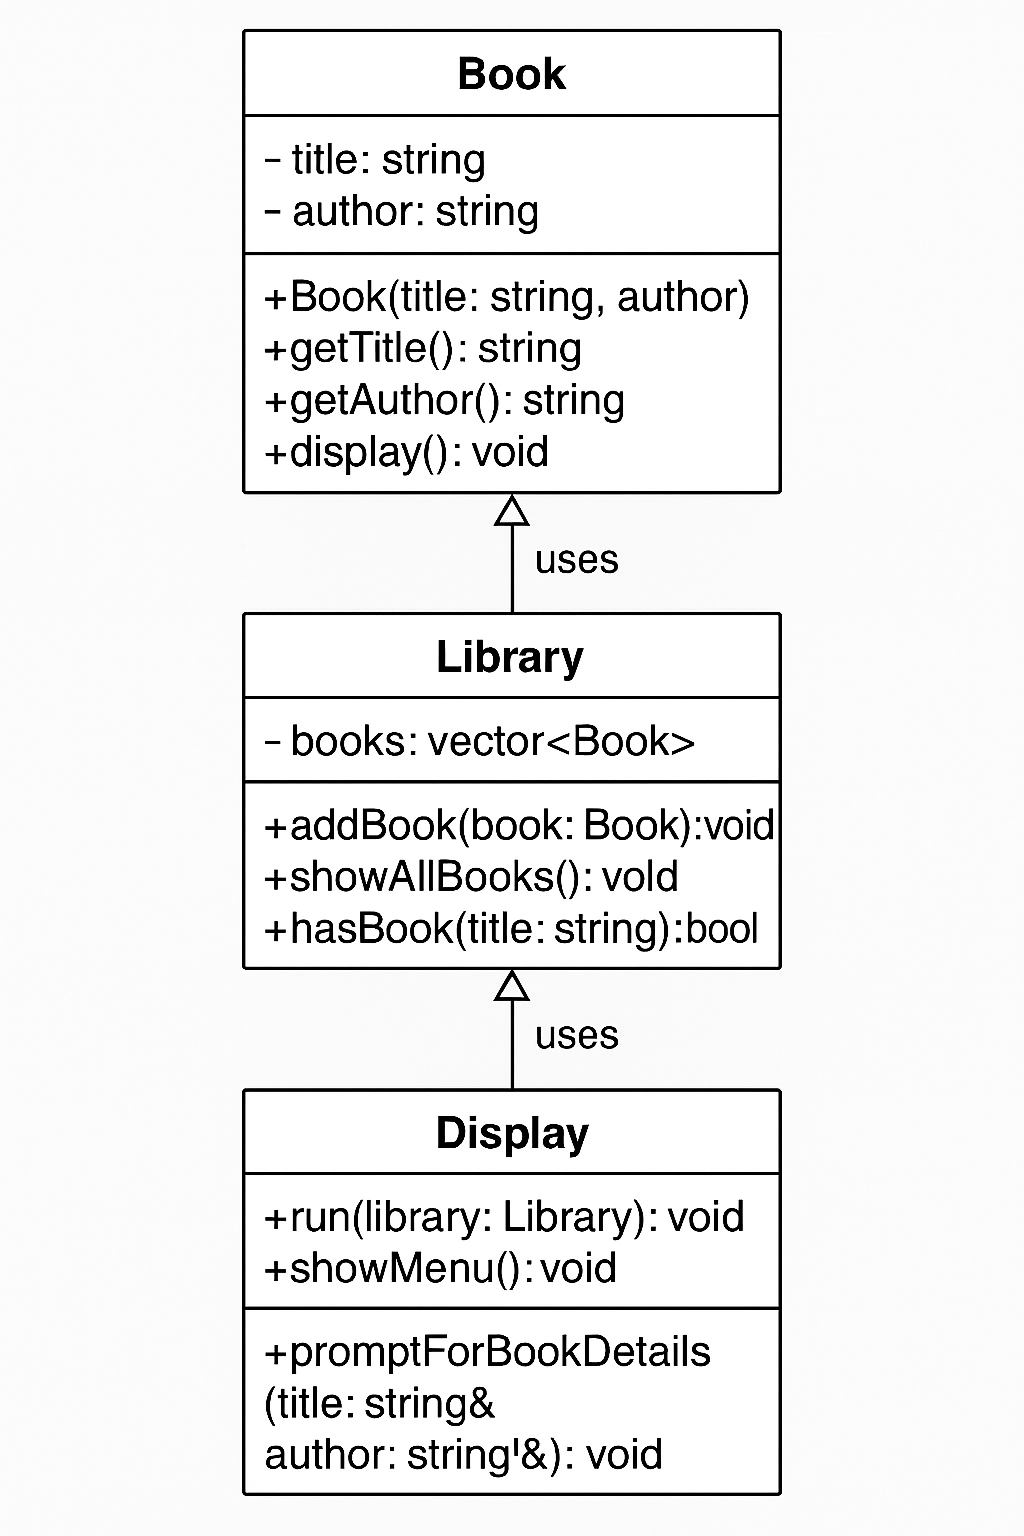 Book
- title: string
- author: string
+Book(title: string, author)
+getTitle(): string
+getAuthor(): string
+display(): void
uses
Library
- books: vector<Book>
+addBook(book: Book):void
+showAllBooks(): vold
+hasBook(title: string):bool
uses
Display
+run(library: Library): void
+showMenu(): void
+promptForBookDetails
(title: string&
author: string'&): void